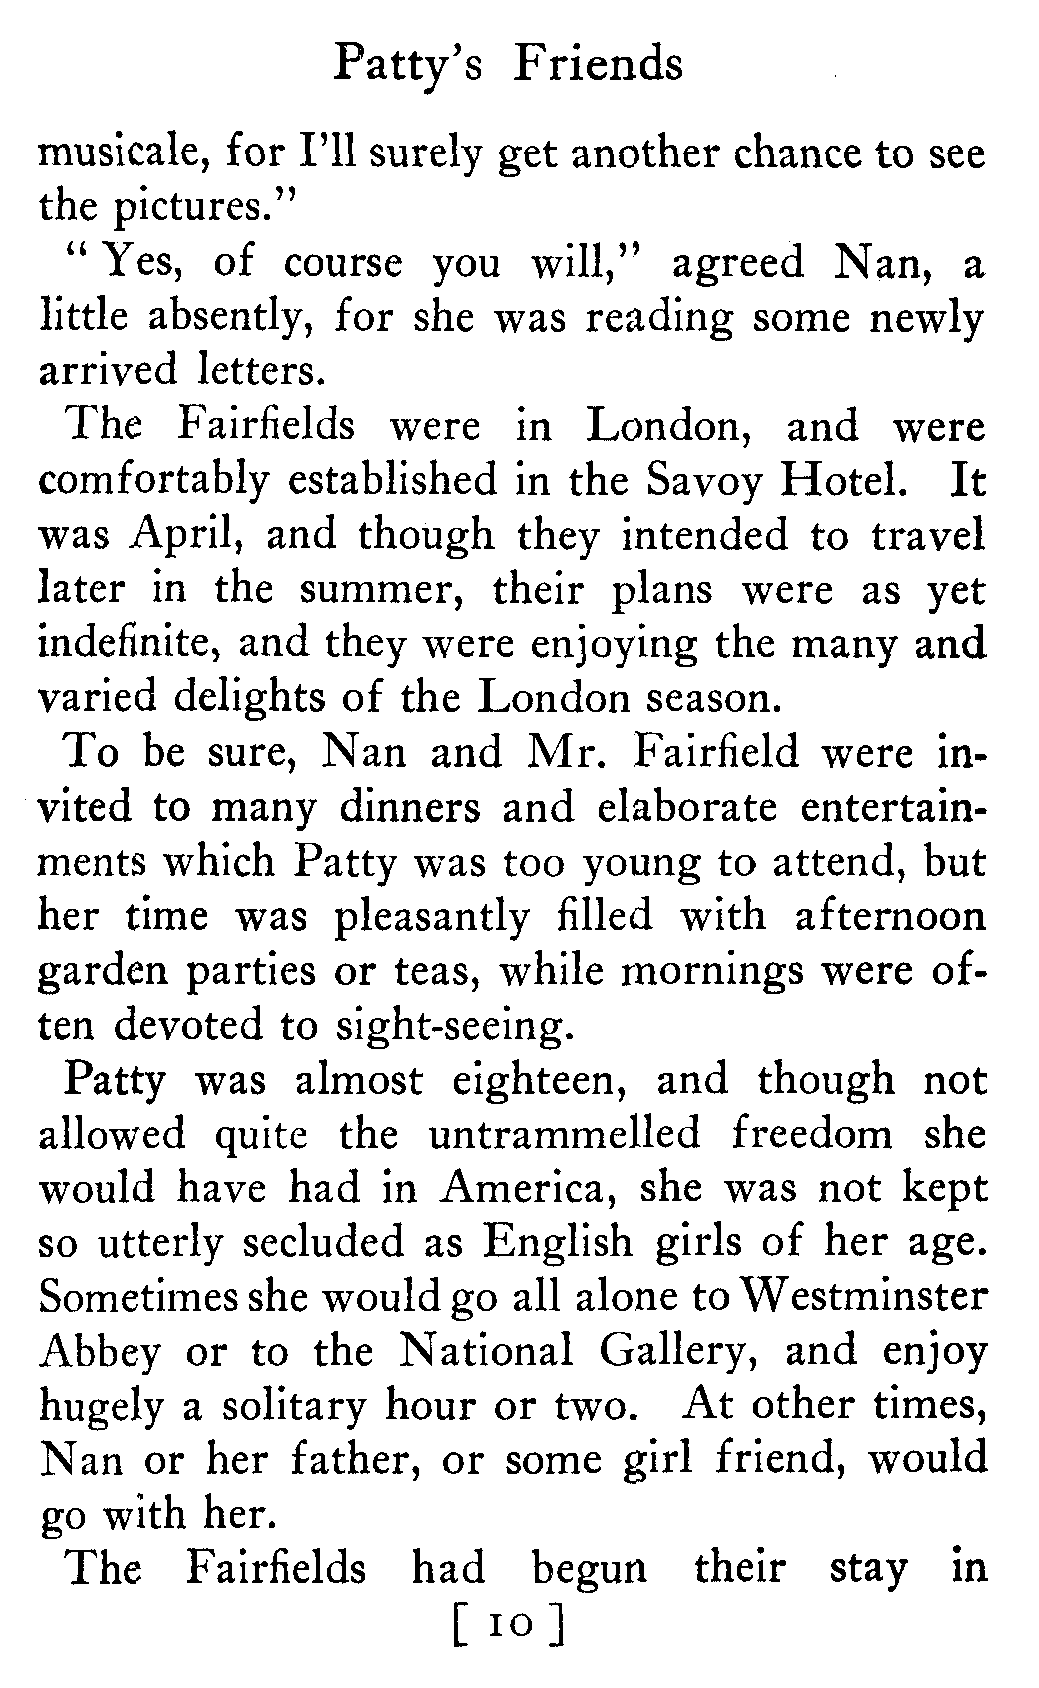 Patty's Friends
musicale, for I'll surely get another chance to see
the pictures."
" Yes, of course you will," agreed Nan, a
little absently, for she was reading some newly
arrived letters.
The Fairfields were in London, and were
comfortably established in the Savoy Hotel. It
was April, and though they intended to travel
later in the summer, their plans were as yet
indefinite, and they were enjoying the many and
varied delights of the London season.
To be sure, Nan and Mr. Fairfield were in-
vited to many dinners and elaborate entertain-
ments which Patty was too young to attend, but
her time was pleasantly filled with afternoon
garden parties or teas, while mornings were of-
ten devoted to sight-seeing.
Patty was almost eighteen, and though not
allowed quite the untrammelled freedom she
would have had in America, she was not kept
so utterly secluded as English girls of her age.
Sometimes she would go all alone to Westminster
Abbey or to the National Gallery, and enjoy
hugely a solitary hour or two. At other times,
Nan or her father, or some girl friend, would
go with her.
The Fairfields had begun their stay in
[ 10 ]